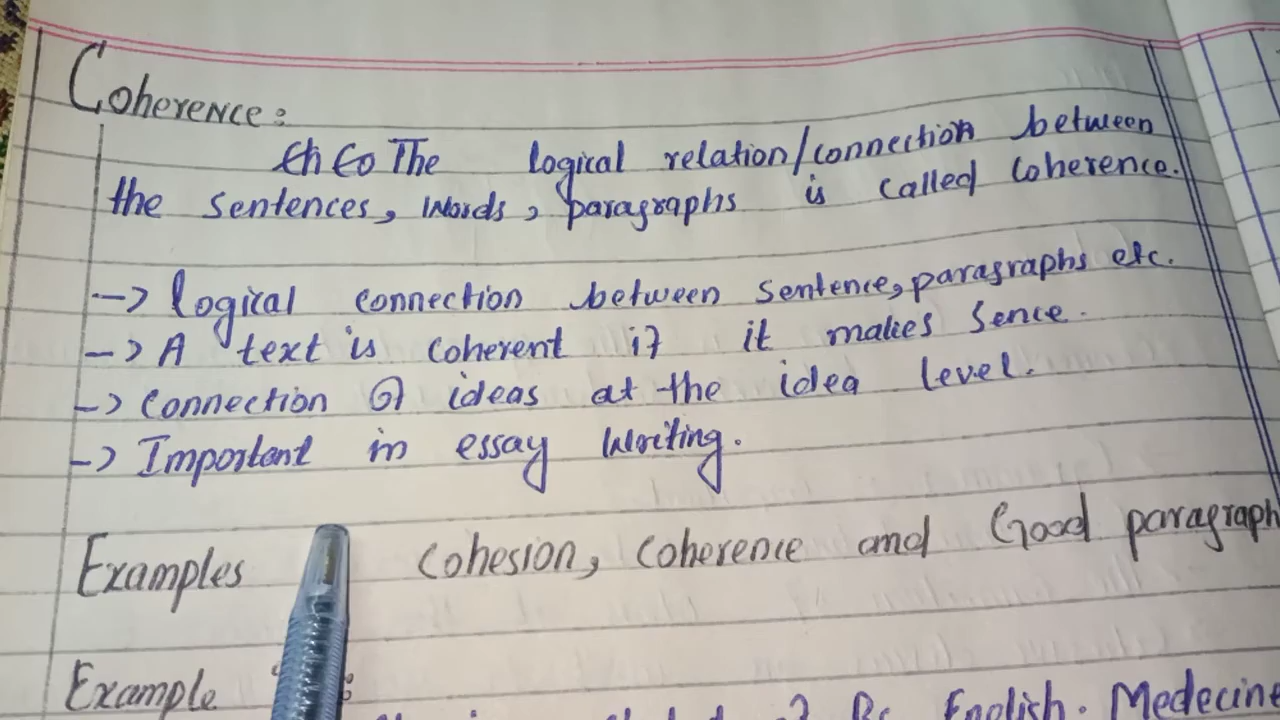 Coherence:
The logical relation/connection between
the sentences, words, paragraphs is called Coherence.
-> logical connection between sentence, paragraphs etc.
-> A text is coherent if it makes sence.
-> Connection of ideas at the idea level.
-> Important in essay writing.
Examples Cohesion, Coherence and Good paragraph
Example
English. Medecine